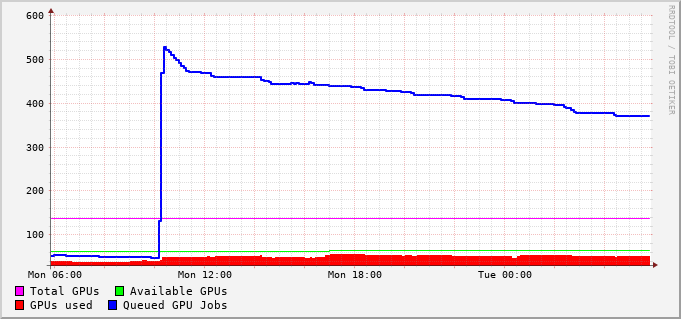 600
500
400
300
200
100
Mon 06:00 Mon 12:00 Mon 18:00 Tue 00:00
Total GPUs Available GPUs
GPUs used Queued GPU Jobs
RRDTOOL / TOBI OETIKER